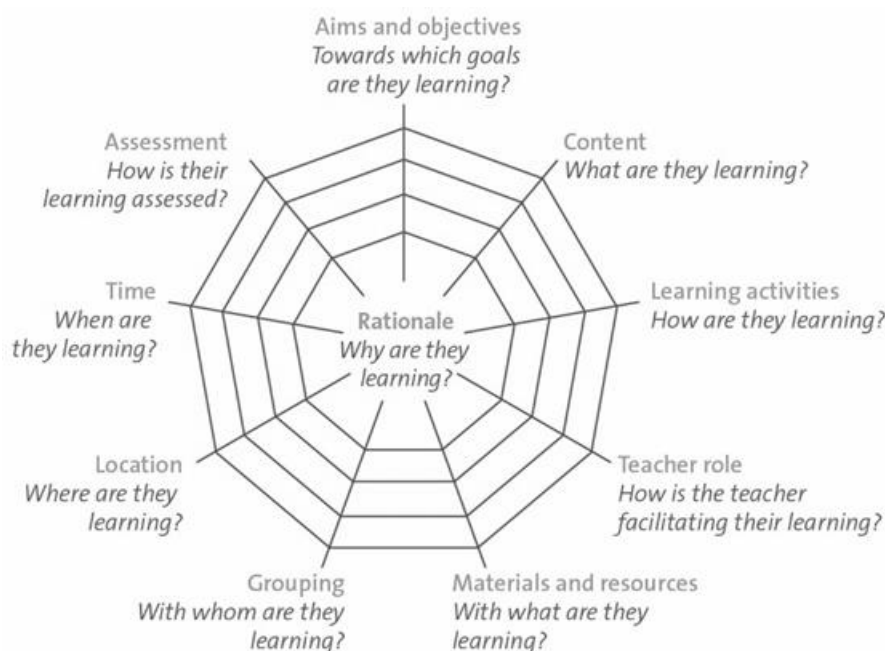 Aims and objectives
Towards which goals
are they learning?
Content
What are they learning?
Learning activities
How are they learning?
Teacher role
How is the teacher
facilitating their learning?
Materials and resources
With what are they
learning?
Grouping
With whom are they
learning?
Location
Where are they
learning?
Time
When are
they learning?
Assessment
How is their
learning assessed?
Rationale
Why are they
learning?